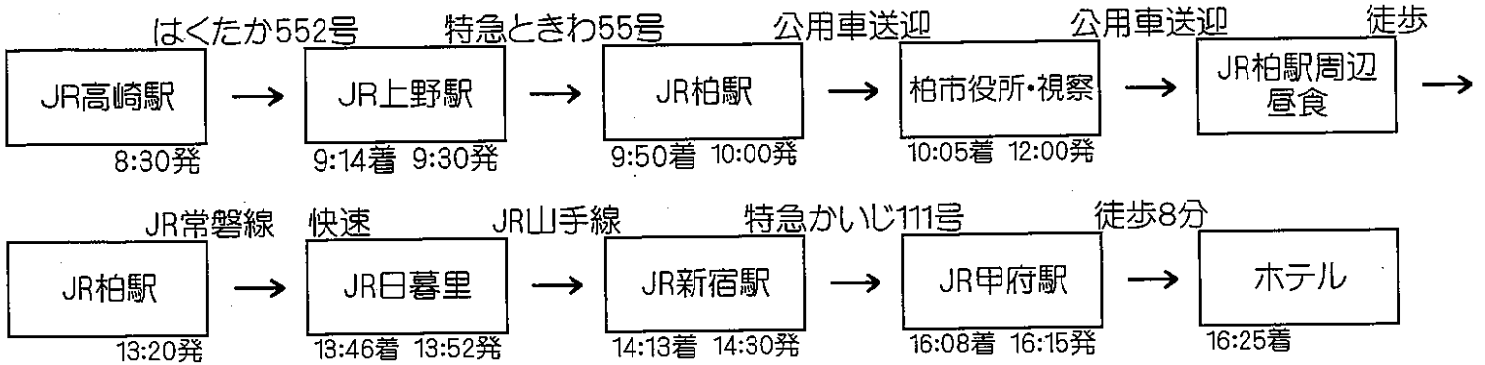 はくたか552号 特急ときわ55号 公用車送迎 公用車送迎 徒歩
JR高崎駅 → JR上野駅 → JR柏駅 → 柏市役所・視察 → JR柏駅周辺 →
昼食
8:30発 9:14着 9:30発 9:50着 10:00発 10:05着 12:00発
JR常磐線 快速 JR山手線 特急かいじ111号 徒歩8分
JR柏駅 JR日暮里 → JR新宿駅 → JR甲府駅 → ホテル
13:20発 13:46着 13:52発 14:13着 14:30発 16:08着 16:15発 16:25着